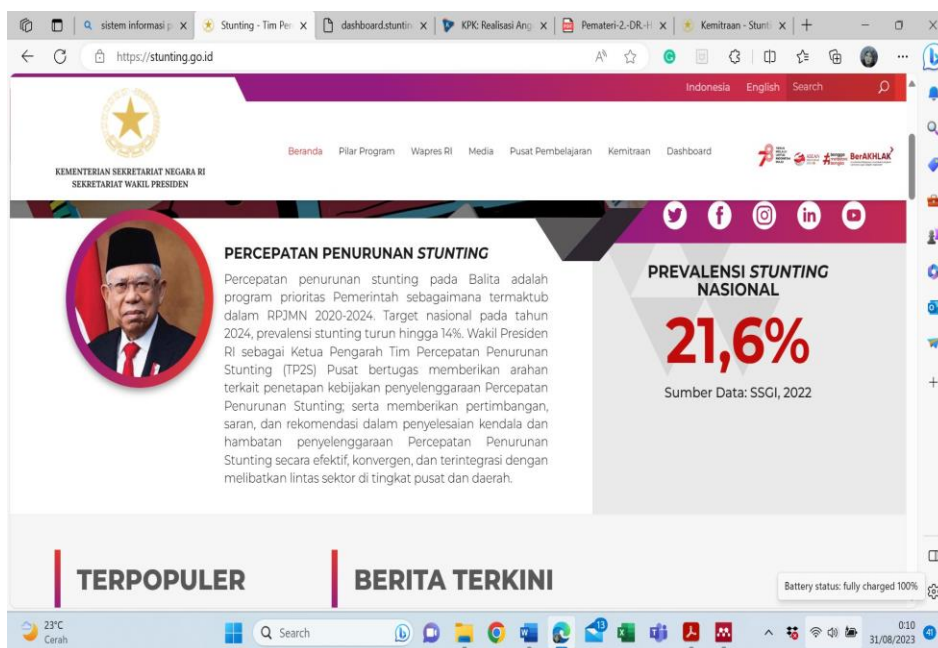 sistem informasi p
Stunting - Tim Per
dashboard.stuntin
KPK: Realisasi Ang
Pemateri-2.-DR.-H
Kemitraan - Stunti
https://stunting.go.id
Indonesia English Search
KEMENTERIAN SEKRETARIAT NEGARA RI
SEKRETARIAT WAKIL PRESIDEN
Beranda Pilar Program Wapres RI Media Pusat Pembelajaran Kemitraan Dashboard
BerAKHLAK
PERCEPATAN PENURUNAN STUNTING
Percepatan penurunan stunting pada Balita adalah
program prioritas Pemerintah sebagaimana termaktub
dalam RPJMN 2020-2024. Target nasional pada tahun
2024, prevalensi stunting turun hingga 14%. Wakil Presiden
RI sebagai Ketua Pengarah Tim Percepatan Penurunan
Stunting (TP2S) Pusat bertugas memberikan arahan
terkait penetapan kebijakan penyelenggaraan Percepatan
Penurunan Stunting; serta memberikan pertimbangan,
saran, dan rekomendasi dalam penyelesaian kendala dan
hambatan penyelenggaraan Percepatan Penurunan
Stunting secara efektif, konvergen, dan terintegrasi dengan
melibatkan lintas sektor di tingkat pusat dan daerah.
PREVALENSI STUNTING
NASIONAL
21,6%
Sumber Data: SSGI, 2022
TERPOPULER
BERITA TERKINI
Battery status: fully charged 100%
23°C
Cerah
Search
13
0:10
31/08/2023
41